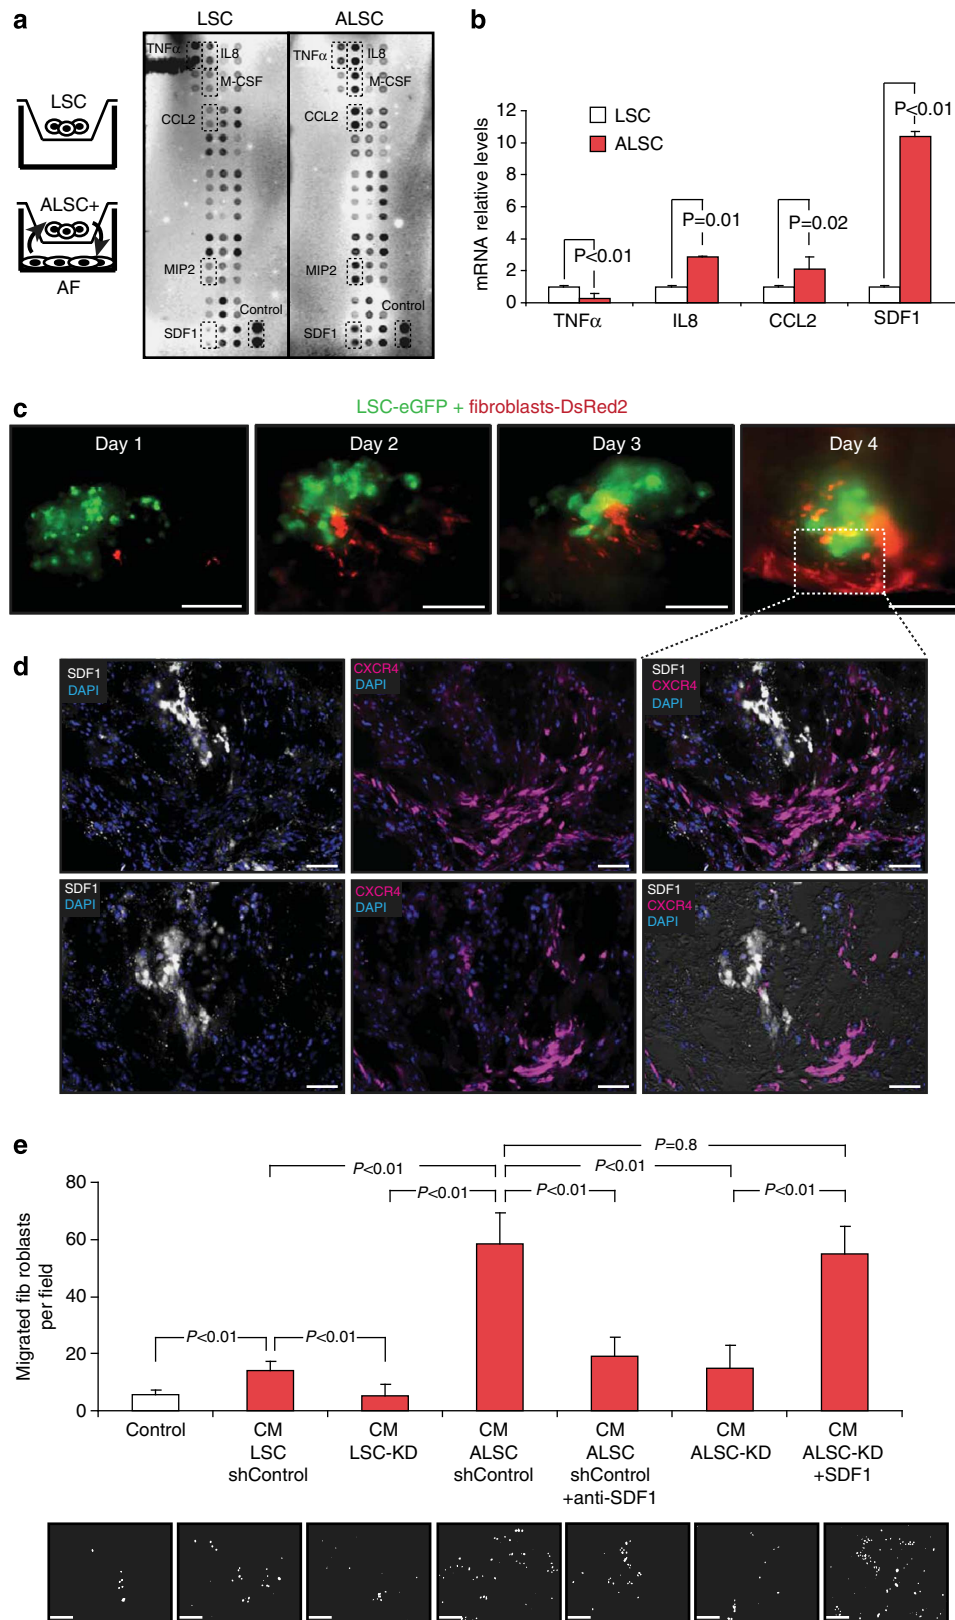 a
LSC
ALSC
TNFα
IL8
M-CSF
CCL2
MIP2
Control
SDF1
TNFα
IL8
M-CSF
CCL2
MIP2
Control
SDF1
LSC
ALSC+
AF
b
mRNA relative levels
12
10
8
6
4
2
0
LSC
ALSC
P<0.01
P=0.01
P=0.02
P<0.01
TNFα
IL8
CCL2
SDF1
c
LSC-eGFP + fibroblasts-DsRed2
Day 1
Day 2
Day 3
Day 4
d
SDF1
DAPI
CXCR4
DAPI
SDF1
CXCR4
DAPI
SDF1
DAPI
CXCR4
DAPI
SDF1
CXCR4
DAPI
e
Migrated fib roblasts
per field
80
60
40
20
0
P=0.8
P<0.01
P<0.01
P<0.01
P<0.01
P<0.01
P<0.01
P<0.01
Control
CM
LSC
shControl
CM
LSC-KD
CM
ALSC
shControl
CM
ALSC
shControl
+anti-SDF1
CM
ALSC-KD
CM
ALSC-KD
+SDF1